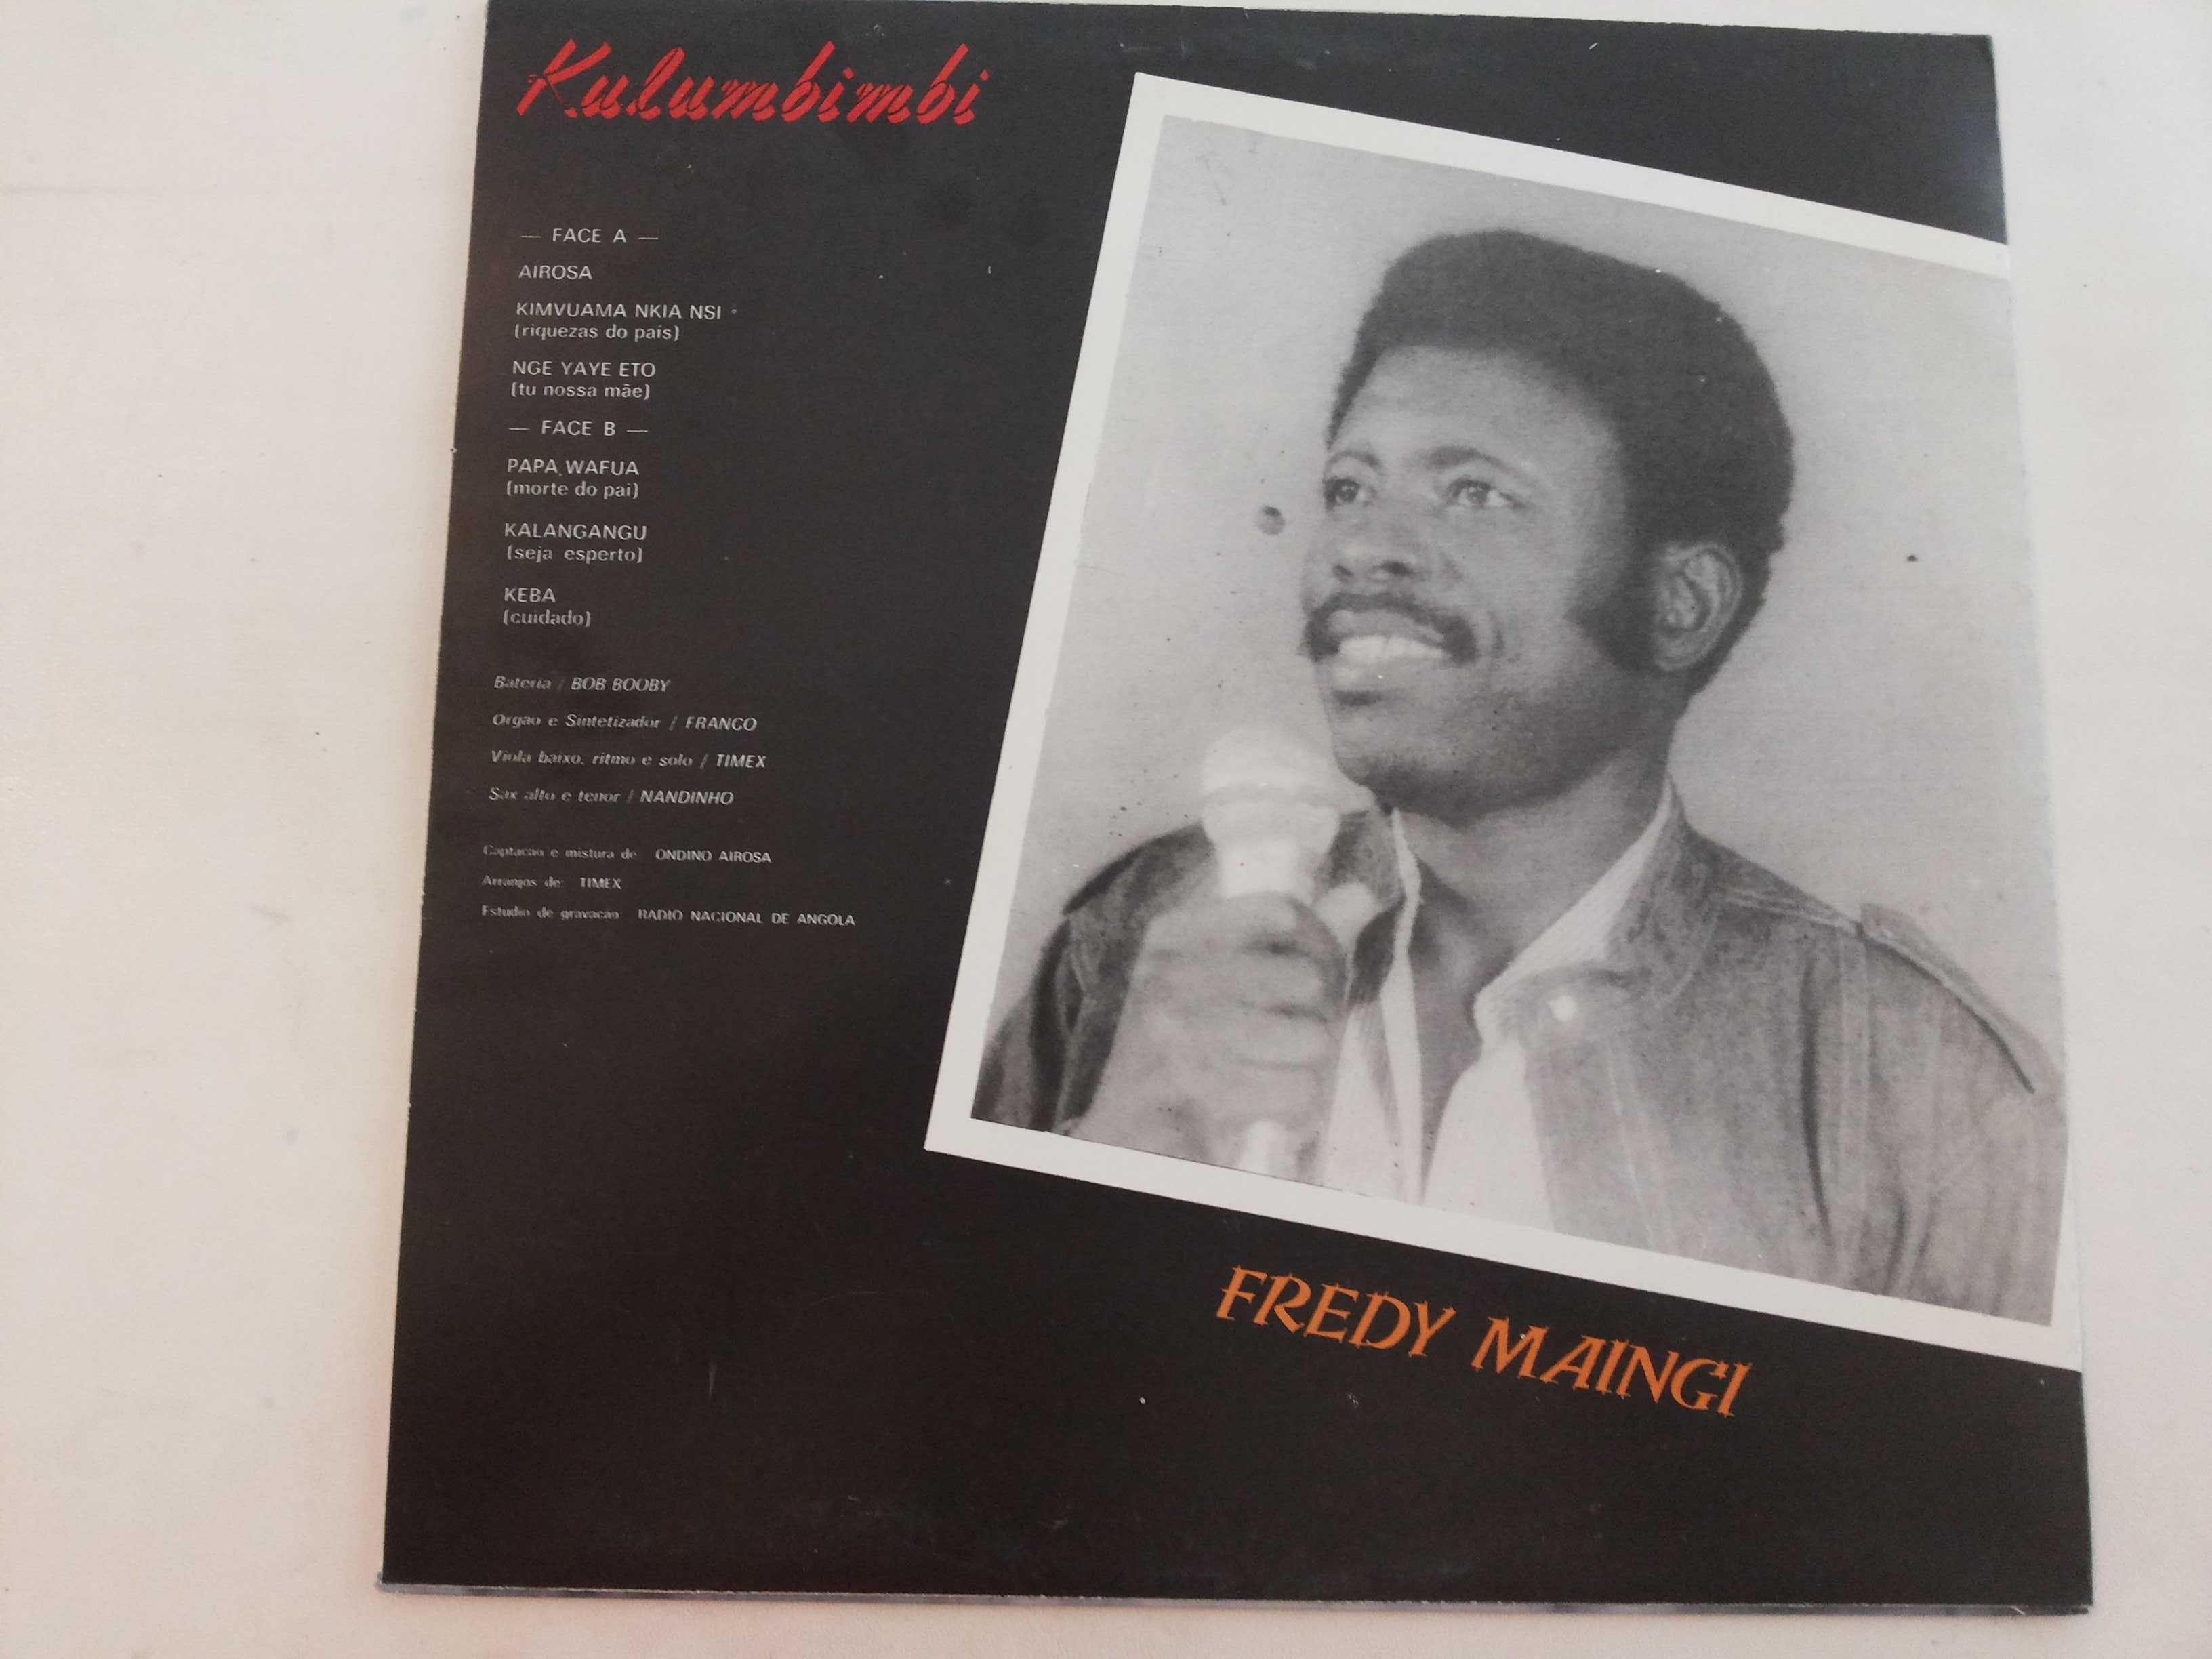 Kulumbimbi
— FACE A —
AIROSA
KIMVUAMA NKIA NSI
(riquezas do país)
NGE YAYE ETO
(tu nossa mãe)
— FACE B —
PAPA WAFUA
(morte do pai)
KALANGANGU
(seja esperto)
KEBA
(cuidado)
Bateria / BOB BOOBY
Orgão e Sintetizador / FRANCO
Viola baixo, ritmo e solo / TIMEX
Sax alto e tenor / NANDINHO
Captacao e mistura de ONDINO AIROSA
Arranjos de: TIMEX
Estudio de gravacão: RADIO NACIONAL DE ANGOLA
FREDY MAINGI